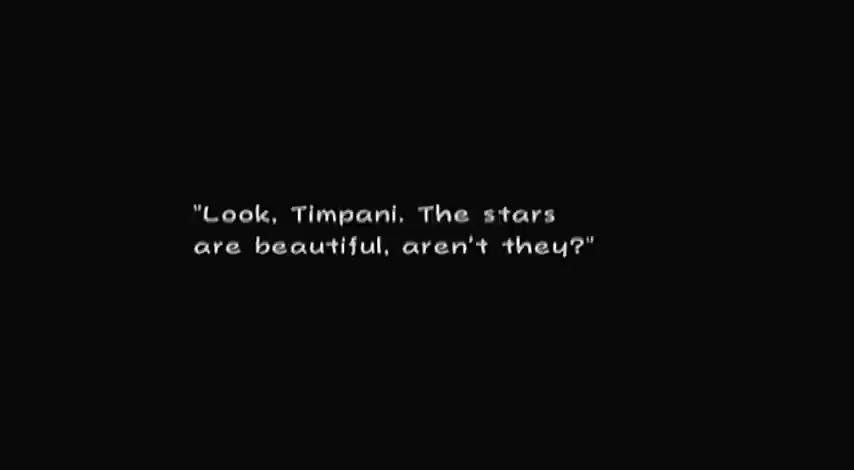 "Look, Timpani. The stars
are beautiful, aren't they?"